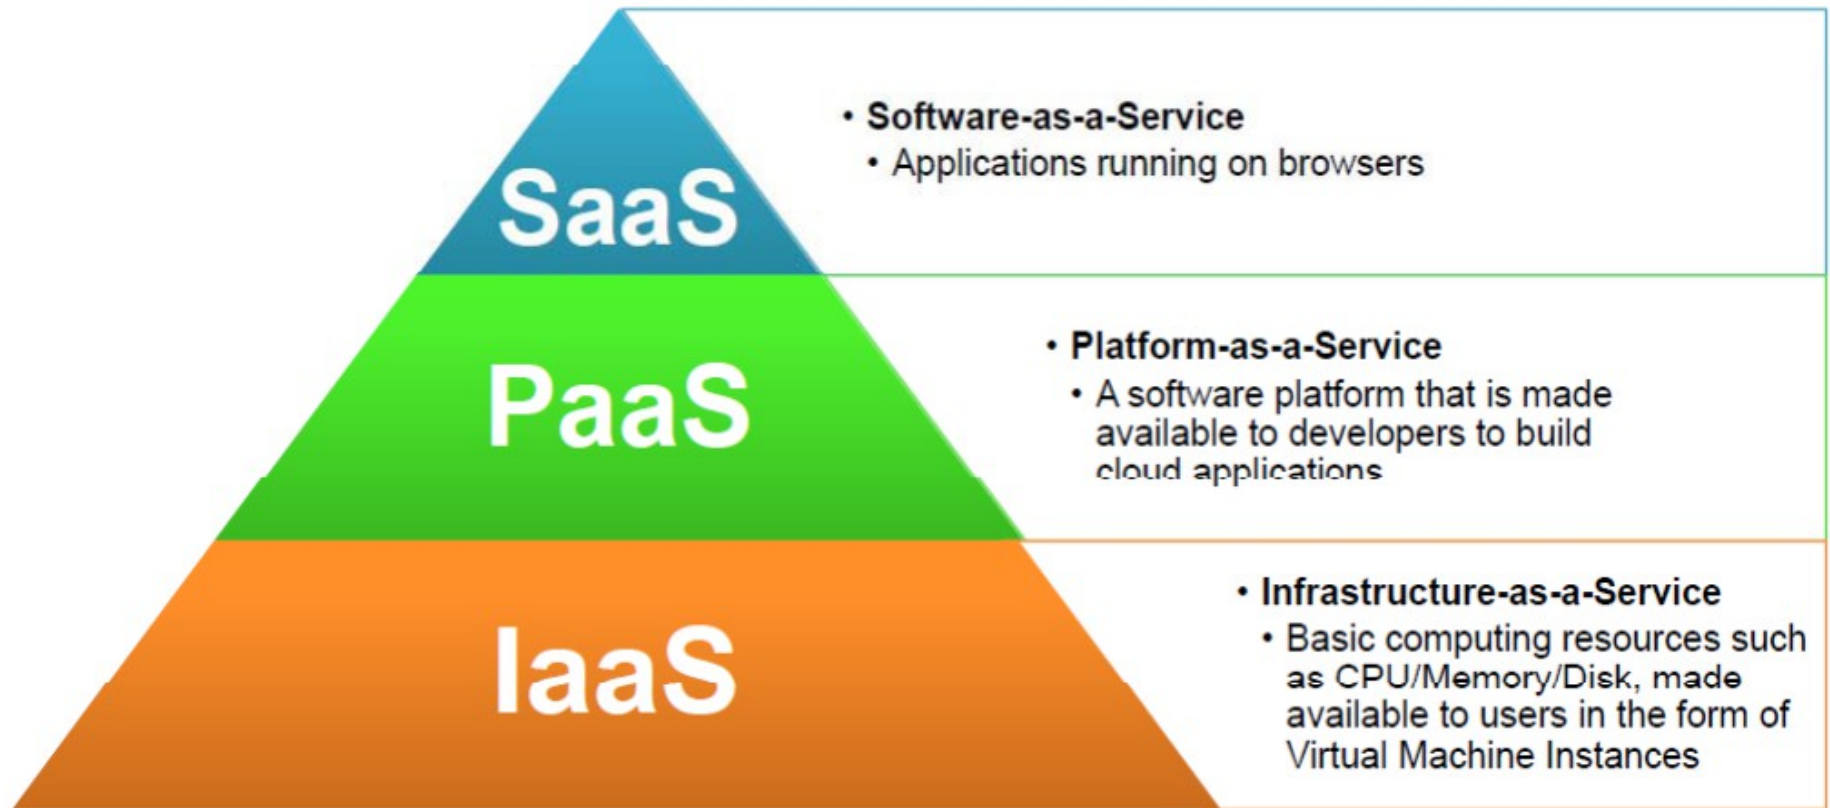 SaaS
• Software-as-a-Service
• Applications running on browsers
PaaS
• Platform-as-a-Service
• A software platform that is made
available to developers to build
cloud applications
IaaS
• Infrastructure-as-a-Service
• Basic computing resources such
as CPU/Memory/Disk, made
available to users in the form of
Virtual Machine Instances